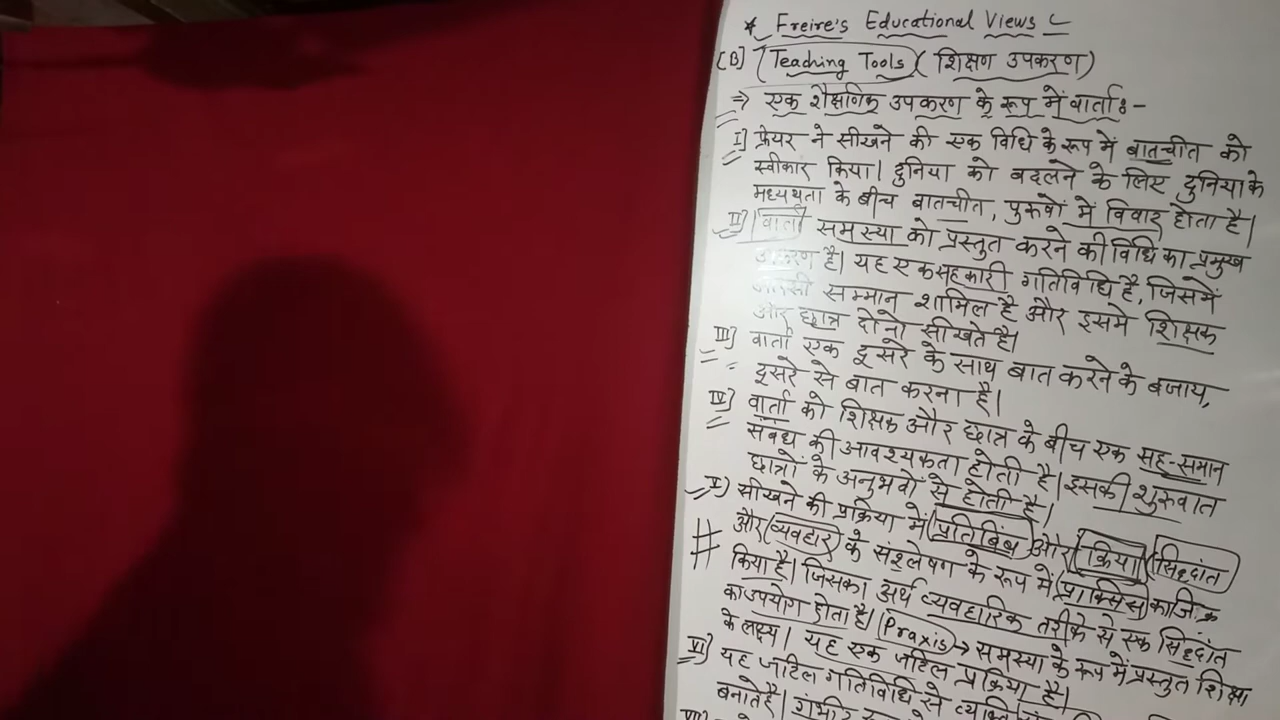 * Freire's Educational Views
[B] (Teaching Tools) (शिक्षण उपकरण)
⇒ एक शैक्षणिक उपकरण के रूप में वार्ता:-
I] फ्रेयर ने सीखने की एक विधि के रूप में बातचीत को
स्वीकार किया। दुनिया को बदलने के लिए दुनिया के
मध्यथता के बीच बातचीत, पुरुषों में विचार होता है।
II] वार्ता समस्या को प्रस्तुत करने की विधि का प्रमुख
उपकरण है। यह एक सहकारी गतिविधि है, जिसमें
सम्मान शामिल है और इसमे शिक्षक
और छात्र दोनो सीखते है।
III] वार्ता एक दूसरे के साथ बात करने के बजाय,
दूसरे से बात करना है।
IV] वार्ता को शिक्षक और छात्र के बीच एक सह-समान
संबंध की आवश्यकता होती है। इसकी शुरुवात
छात्रों के अनुभवों से होती है।
V) सीखने की प्रक्रिया में प्रतिबिंब और क्रिया (सिद्दांत
और व्यवहार) के संश्लेषण के रूप में (प्राक्सिस) का जिक्र
किया है। जिसका अर्थ व्यवहारिक तरीके से एक सिद्दांत
का उपयोग होता है। (Praxis) → समस्या के रूप में प्रस्तुत शिक्षा
के लक्ष्य। यह एक जटिल प्रक्रिया है।
VI) यह जटिल गतिविधि से
बनाते है। गंभीर
VII]